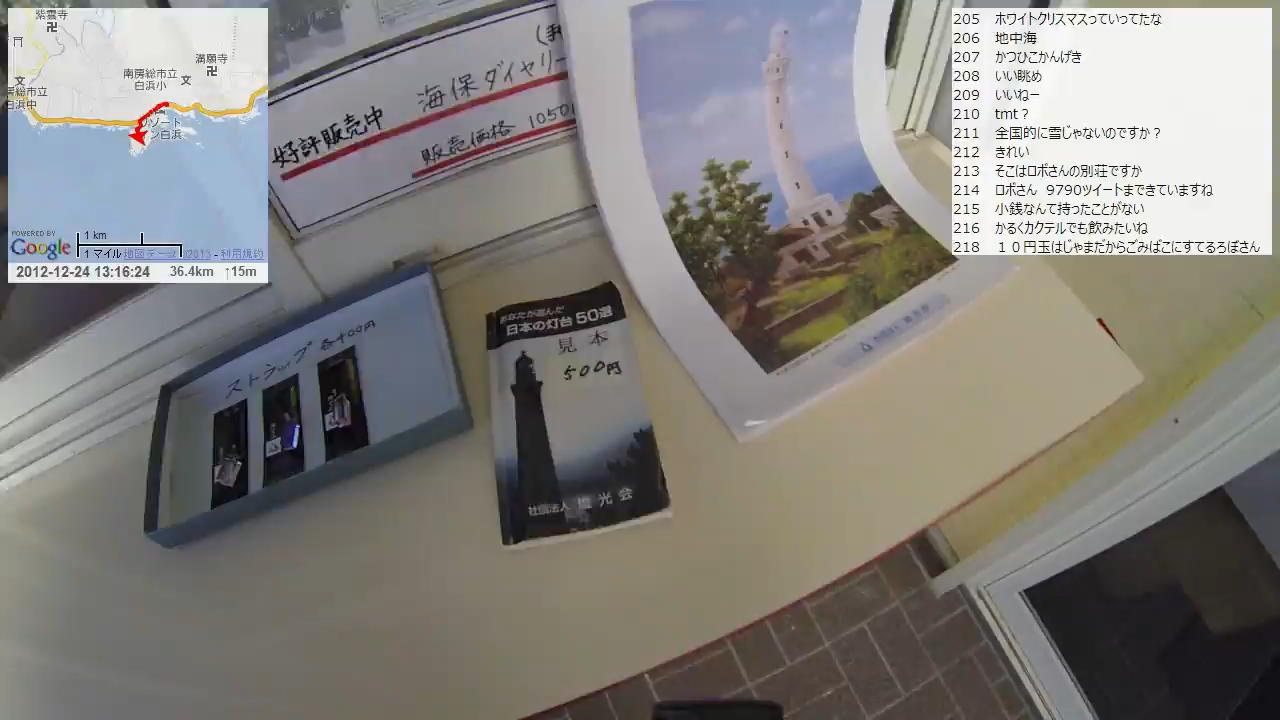 紫雲寺
満願寺
南房総市立
白浜小
房総市立
白浜中
リゾート
ン白浜
POWERED BY
Google
1 km
1 マイル 地図データ ©2013 - 利用規約
2012-12-24 13:16:24 36.4km ↑15m
205 ホワイトクリスマスっていってたな
206 地中海
207 かつひこかんげき
208 いい眺め
209 いいねー
210 tmt？
211 全国的に雪じゃないのですか？
212 きれい
213 そこはロボさんの別荘ですか
214 ロボさん 9790ツイートまできていますね
215 小銭なんて持ったことがない
216 かるくカクテルでも飲みたいね
218 １０円玉はじゃまだからごみばこにすてるろぼさん
好評販売中
海保ダイヤリー
販売価格 1050
ストラップ 各400円
あなたが選んだ
日本の灯台50選
見本
500円
社団法人 燈光会